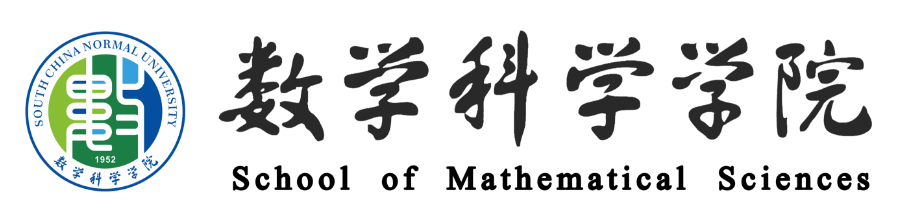 SOUTH CHINA NORMAL UNIVERSITY
1952
数学科学学院
数学科学学院
School of Mathematical Sciences